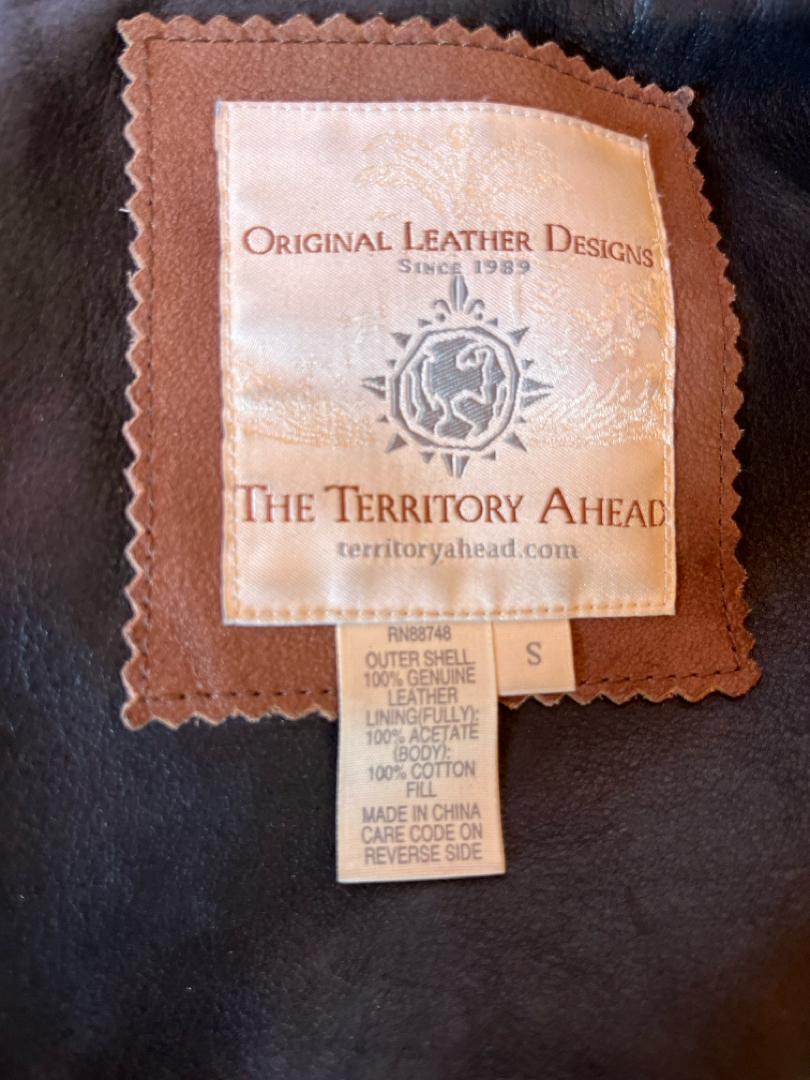 ORIGINAL LEATHER DESIGNS
SINCE 1989
THE TERRITORY AHEAD
territoryahead.com
RN88748
S
OUTER SHELL
100% GENUINE
LEATHER
LINING(FULLY):
100% ACETATE
(BODY):
100% COTTON
FILL
MADE IN CHINA
CARE CODE ON
REVERSE SIDE